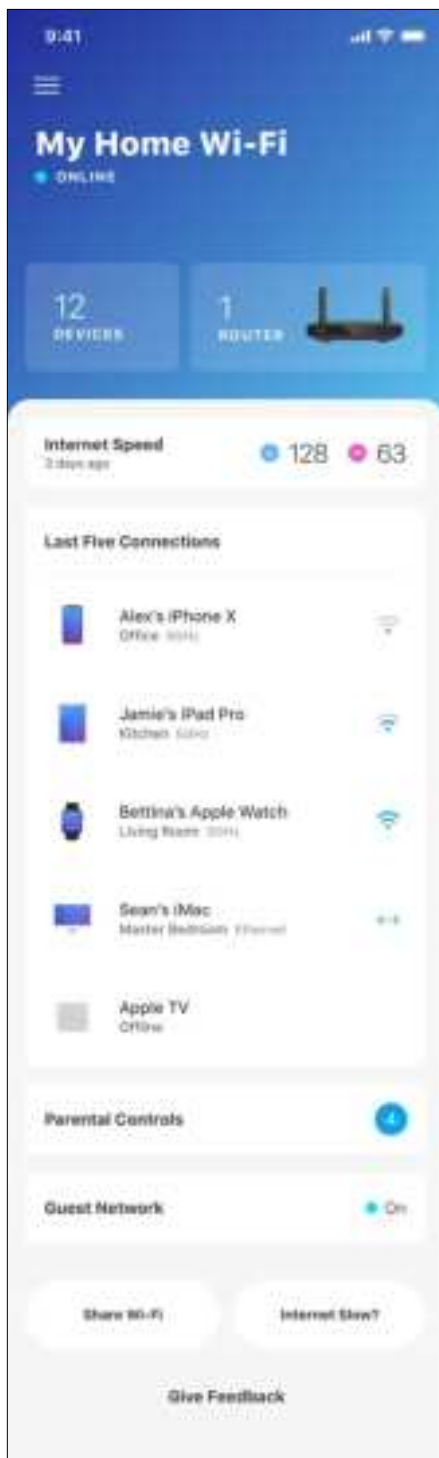 9:41
My Home Wi-Fi
ONLINE
12
DEVICES
1
ROUTER
Internet Speed
3 days ago
128
63
Last Five Connections
Alex's iPhone X
Office
Jamie's iPad Pro
Kitchen
Bettina's Apple Watch
Living Room
Sean's iMac
Master Bedroom Ethernet
Apple TV
Offline
Parental Controls
Guest Network
On
Share Wi-Fi
Internet Slow?
Give Feedback